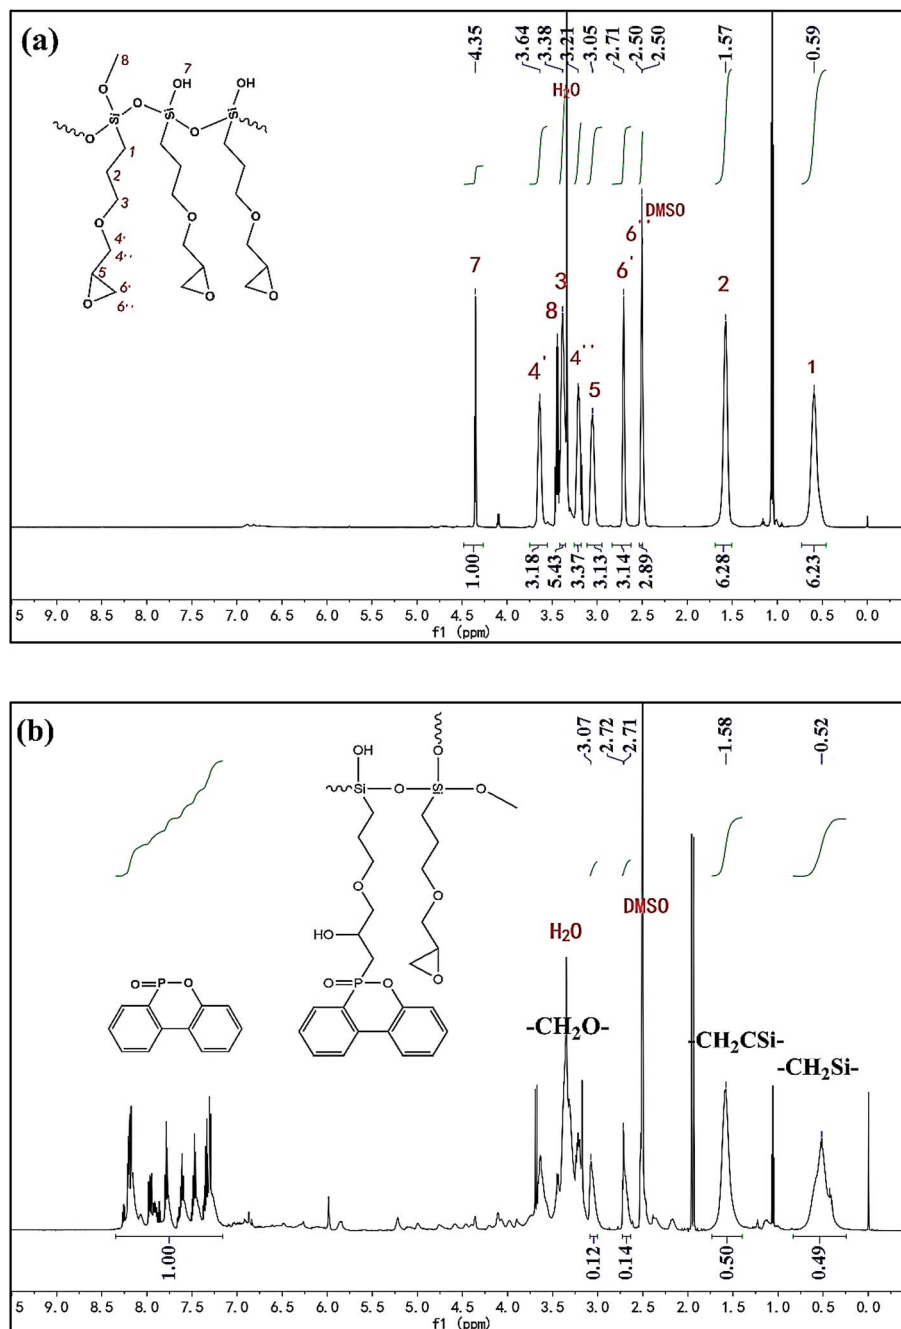 (a)
4.35
3.64
3.38
3.21
3.05
2.71
2.50
2.50
1.57
0.59
8
7
OH
OH
O
O
Si
Si
Si
O
O
1
2
3
O
O
O
4'
4''
5
6'
6''
O
O
O
H2O
DMSO
7
4'
3
8
4''
5
6'
6''
2
1
1.00
3.18
5.43
3.37
3.13
3.14
2.89
6.28
6.23
5 9.0 8.5 8.0 7.5 7.0 6.5 6.0 5.5 5.0 4.5 4.0 3.5 3.0 2.5 2.0 1.5 1.0 0.5 0.0
f1 (ppm)
(b)
3.07
2.72
2.71
1.58
0.52
OH
O
Si
O
Si
O
O
O
HO
O
O=P-O
O=P-O
H2O
DMSO
-CH2O-
-CH2CSi-
-CH2Si-
1.00
0.12
0.14
0.50
0.49
5 9.0 8.5 8.0 7.5 7.0 6.5 6.0 5.5 5.0 4.5 4.0 3.5 3.0 2.5 2.0 1.5 1.0 0.5 0.0
f1 (ppm)